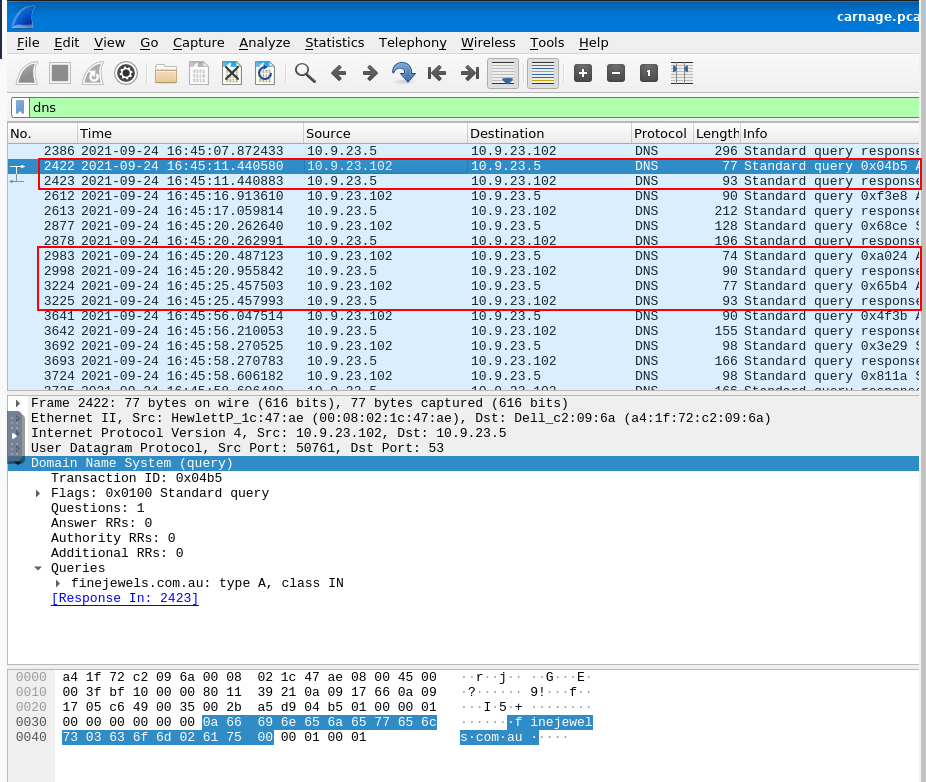 carnage.pca
File Edit View Go Capture Analyze Statistics Telephony Wireless Tools Help
dns
No. Time Source Destination Protocol Length Info
2386 2021-09-24 16:45:07.872433 10.9.23.5 10.9.23.102 DNS 296 Standard query response
2422 2021-09-24 16:45:11.440580 10.9.23.102 10.9.23.5 DNS 77 Standard query 0x04b5 A
2423 2021-09-24 16:45:11.440883 10.9.23.5 10.9.23.102 DNS 93 Standard query response
2612 2021-09-24 16:45:16.913610 10.9.23.102 10.9.23.5 DNS 90 Standard query 0xf3e8 A
2613 2021-09-24 16:45:17.059814 10.9.23.5 10.9.23.102 DNS 212 Standard query response
2877 2021-09-24 16:45:20.262640 10.9.23.102 10.9.23.5 DNS 128 Standard query 0x68ce S
2878 2021-09-24 16:45:20.262991 10.9.23.5 10.9.23.102 DNS 196 Standard query response
2983 2021-09-24 16:45:20.487123 10.9.23.102 10.9.23.5 DNS 74 Standard query 0xa024 A
2998 2021-09-24 16:45:20.955842 10.9.23.5 10.9.23.102 DNS 90 Standard query response
3224 2021-09-24 16:45:25.457503 10.9.23.102 10.9.23.5 DNS 77 Standard query 0x65b4 A
3225 2021-09-24 16:45:25.457993 10.9.23.5 10.9.23.102 DNS 93 Standard query response
3641 2021-09-24 16:45:56.047514 10.9.23.102 10.9.23.5 DNS 90 Standard query 0x4f3b A
3642 2021-09-24 16:45:56.210053 10.9.23.5 10.9.23.102 DNS 155 Standard query response
3692 2021-09-24 16:45:58.270525 10.9.23.102 10.9.23.5 DNS 98 Standard query 0x3e29 S
3693 2021-09-24 16:45:58.270783 10.9.23.5 10.9.23.102 DNS 166 Standard query response
3724 2021-09-24 16:45:58.606182 10.9.23.102 10.9.23.5 DNS 98 Standard query 0x811a S
Frame 2422: 77 bytes on wire (616 bits), 77 bytes captured (616 bits)
Ethernet II, Src: HewlettP_1c:47:ae (00:08:02:1c:47:ae), Dst: Dell_c2:09:6a (a4:1f:72:c2:09:6a)
Internet Protocol Version 4, Src: 10.9.23.102, Dst: 10.9.23.5
User Datagram Protocol, Src Port: 50761, Dst Port: 53
Domain Name System (query)
Transaction ID: 0x04b5
Flags: 0x0100 Standard query
Questions: 1
Answer RRs: 0
Authority RRs: 0
Additional RRs: 0
Queries
finejewels.com.au: type A, class IN
[Response In: 2423]
0000 a4 1f 72 c2 09 6a 00 08 02 1c 47 ae 08 00 45 00 ··r··j·· ··G···E·
0010 00 3f bf 10 00 00 80 11 39 21 0a 09 17 66 0a 09 ·?······ 9!···f··
0020 17 05 c6 49 00 35 00 2b a5 d9 04 b5 01 00 00 01 ···I·5·+ ········
0030 00 00 00 00 00 00 0a 66 69 6e 65 6a 65 77 65 6c ·······f inejewel
0040 73 03 63 6f 6d 02 61 75 00 00 01 00 01 s·com·au ·····